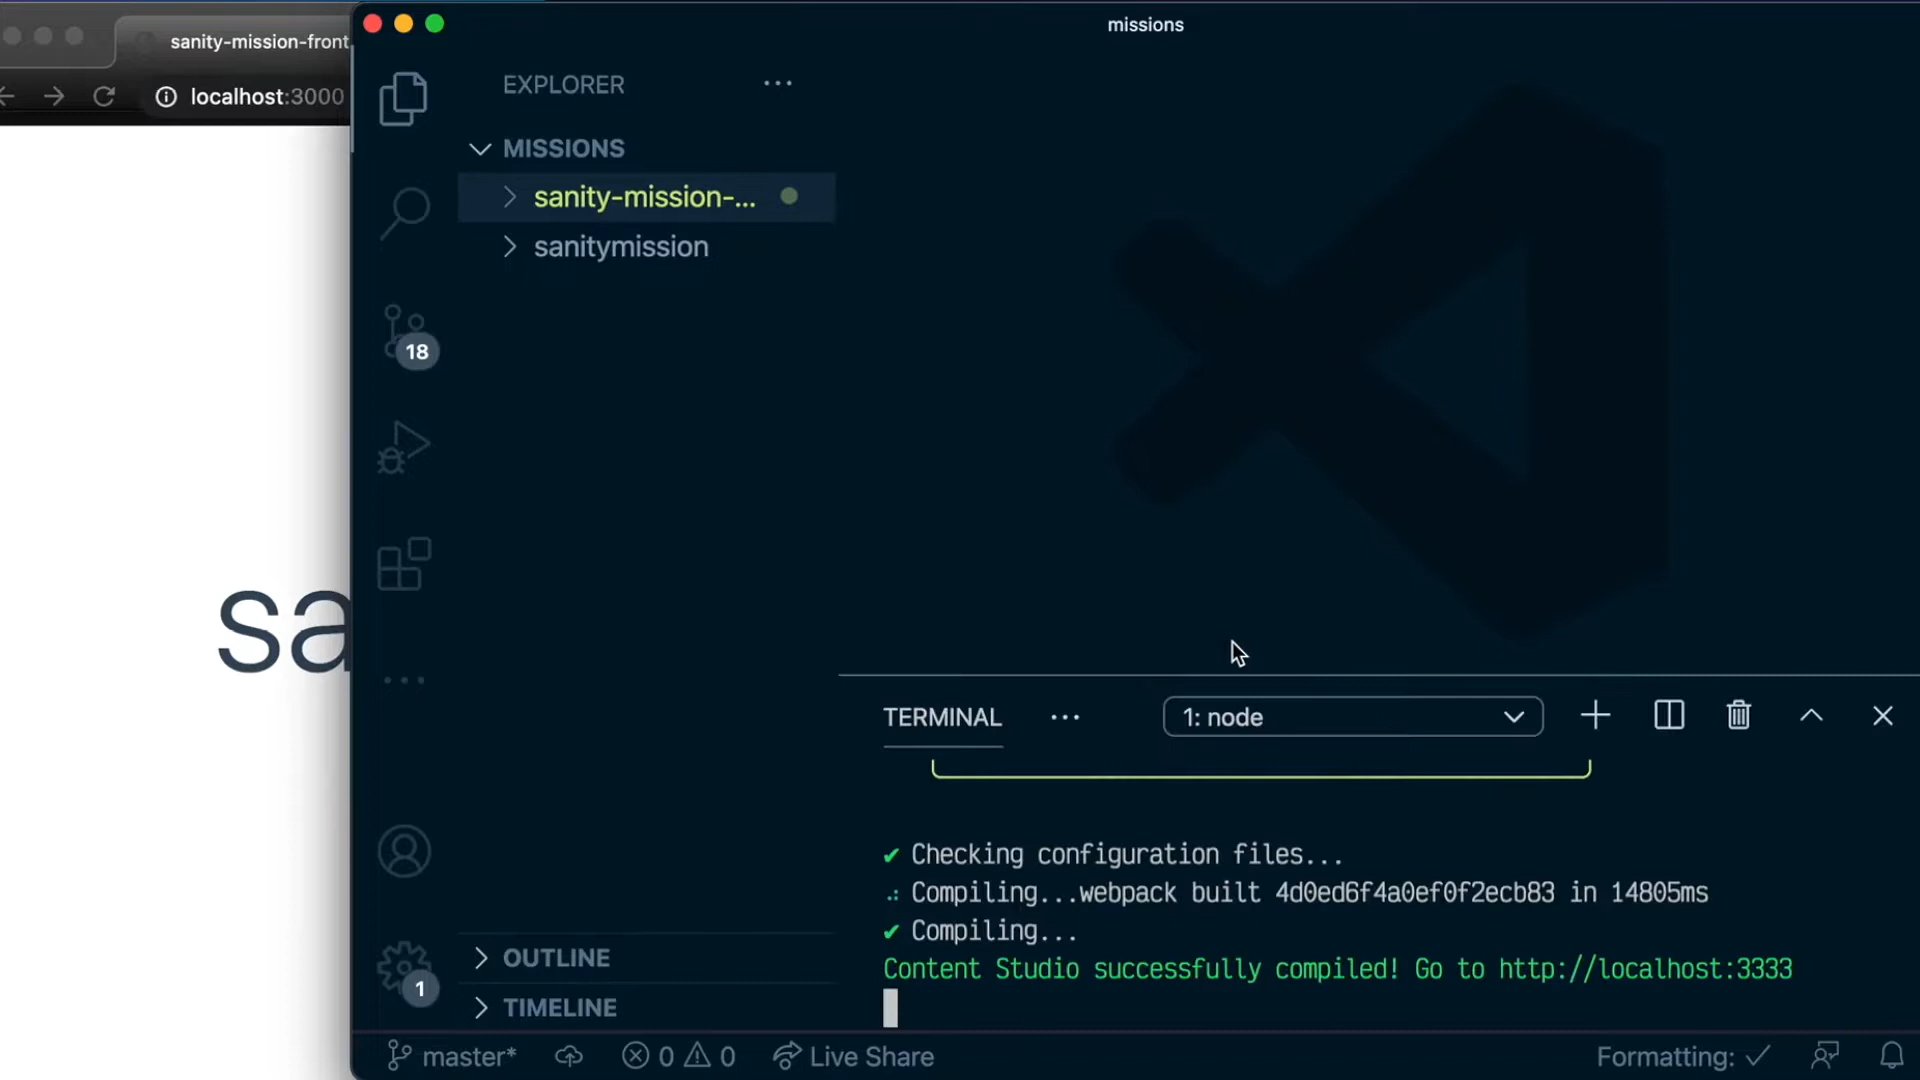 missions
sanity-mission-front
localhost:3000
sa
EXPLORER
MISSIONS
sanity-mission-...
sanitymission
18
1
OUTLINE
TIMELINE
TERMINAL
1: node
✔ Checking configuration files...
Compiling...webpack built 4d0ed6f4a0ef0f2ecb83 in 14805ms
✔ Compiling...
Content Studio successfully compiled! Go to http://localhost:3333
master* 0 0 Live Share Formatting: ✓